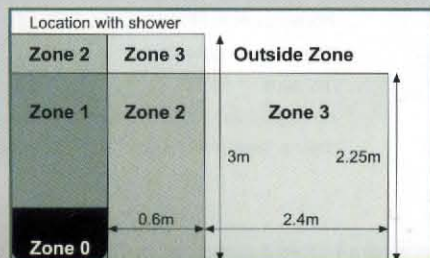 Location with shower
Zone 2 Zone 3 Outside Zone
Zone 1 Zone 2 Zone 3
3m 2.25m
0.6m 2.4m
Zone 0